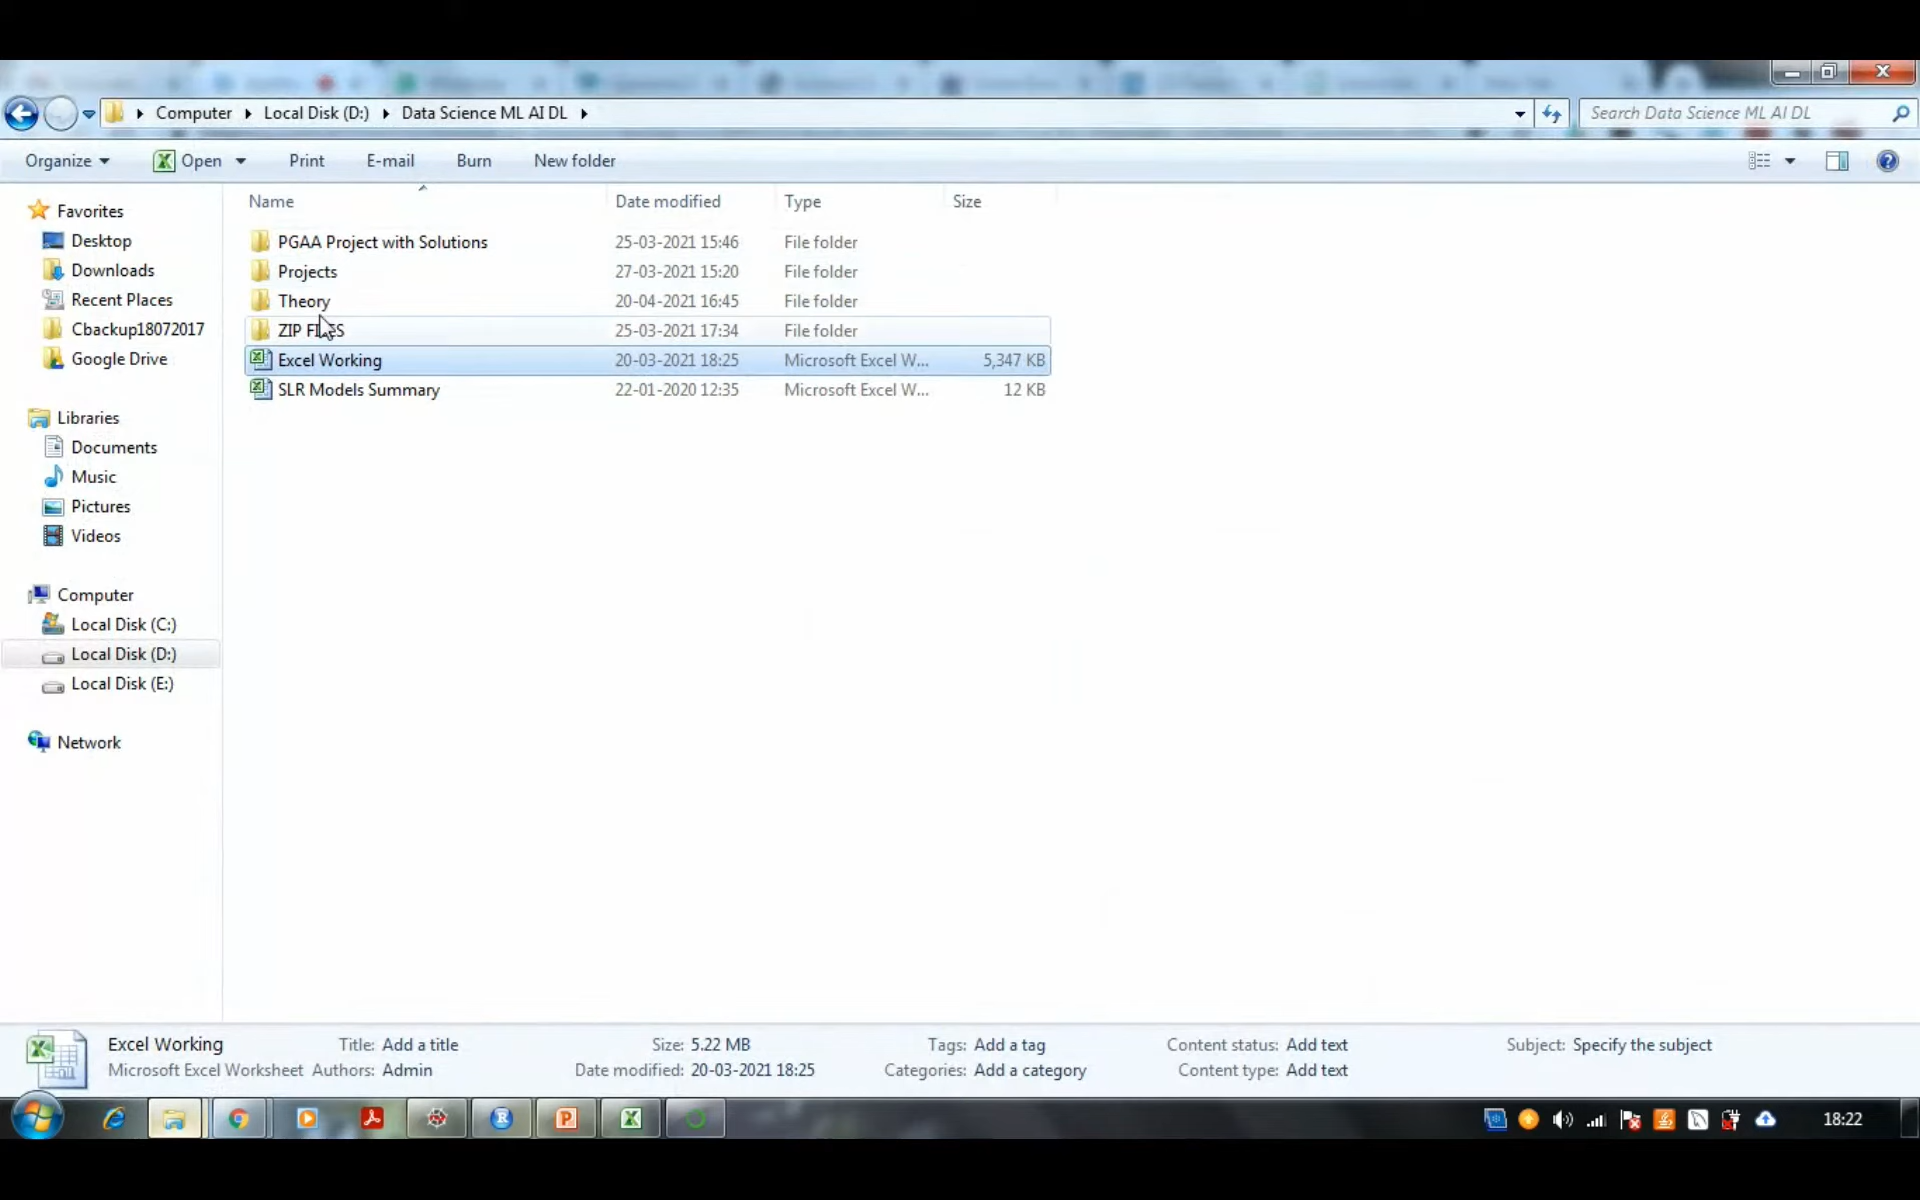 Computer Local Disk (D:) Data Science ML AI DL Search Data Science ML AI DL
Organize Open Print E-mail Burn New folder
Name Date modified Type Size
PGAA Project with Solutions 25-03-2021 15:46 File folder
Projects 27-03-2021 15:20 File folder
Theory 20-04-2021 16:45 File folder
ZIP FILES 25-03-2021 17:34 File folder
Excel Working 20-03-2021 18:25 Microsoft Excel W... 5,347 KB
SLR Models Summary 22-01-2020 12:35 Microsoft Excel W... 12 KB
Favorites
Desktop
Downloads
Recent Places
Cbackup18072017
Google Drive
Libraries
Documents
Music
Pictures
Videos
Computer
Local Disk (C:)
Local Disk (D:)
Local Disk (E:)
Network
Excel Working Title: Add a title Size: 5.22 MB Tags: Add a tag Content status: Add text Subject: Specify the subject
Microsoft Excel Worksheet Authors: Admin Date modified: 20-03-2021 18:25 Categories: Add a category Content type: Add text
18:22